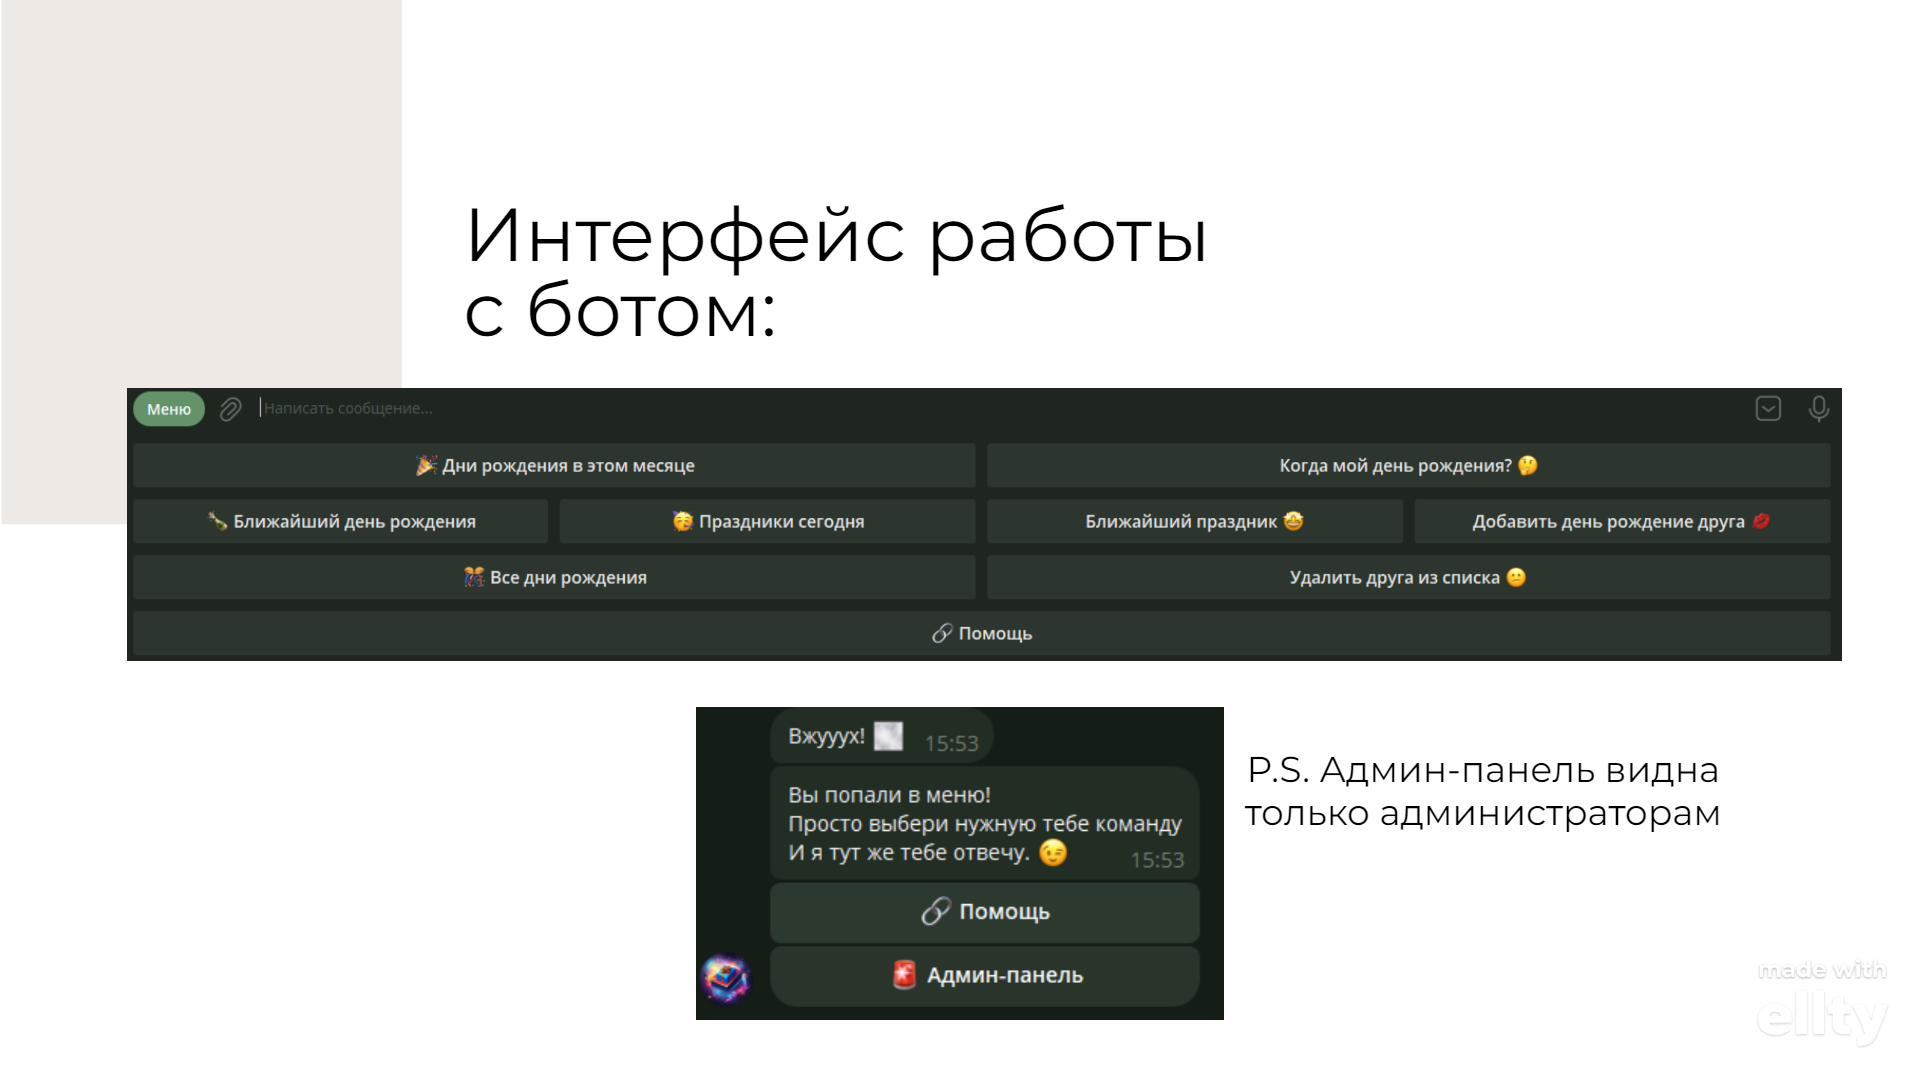 Интерфейс работы
с ботом:
Меню
Написать сообщение...
🎉 Дни рождения в этом месяце
Когда мой день рождения? 🤔
🍾 Ближайший день рождения
🥳 Праздники сегодня
Ближайший праздник 🤩
Добавить день рождение друга 💋
🎊 Все дни рождения
Удалить друга из списка 😕
🔗 Помощь
Вжууух!
15:53
Вы попали в меню!
Просто выбери нужную тебе команду
И я тут же тебе отвечу. 😉
15:53
🔗 Помощь
🚨 Админ-панель
P.S. Админ-панель видна
только администраторам
made with
ellty